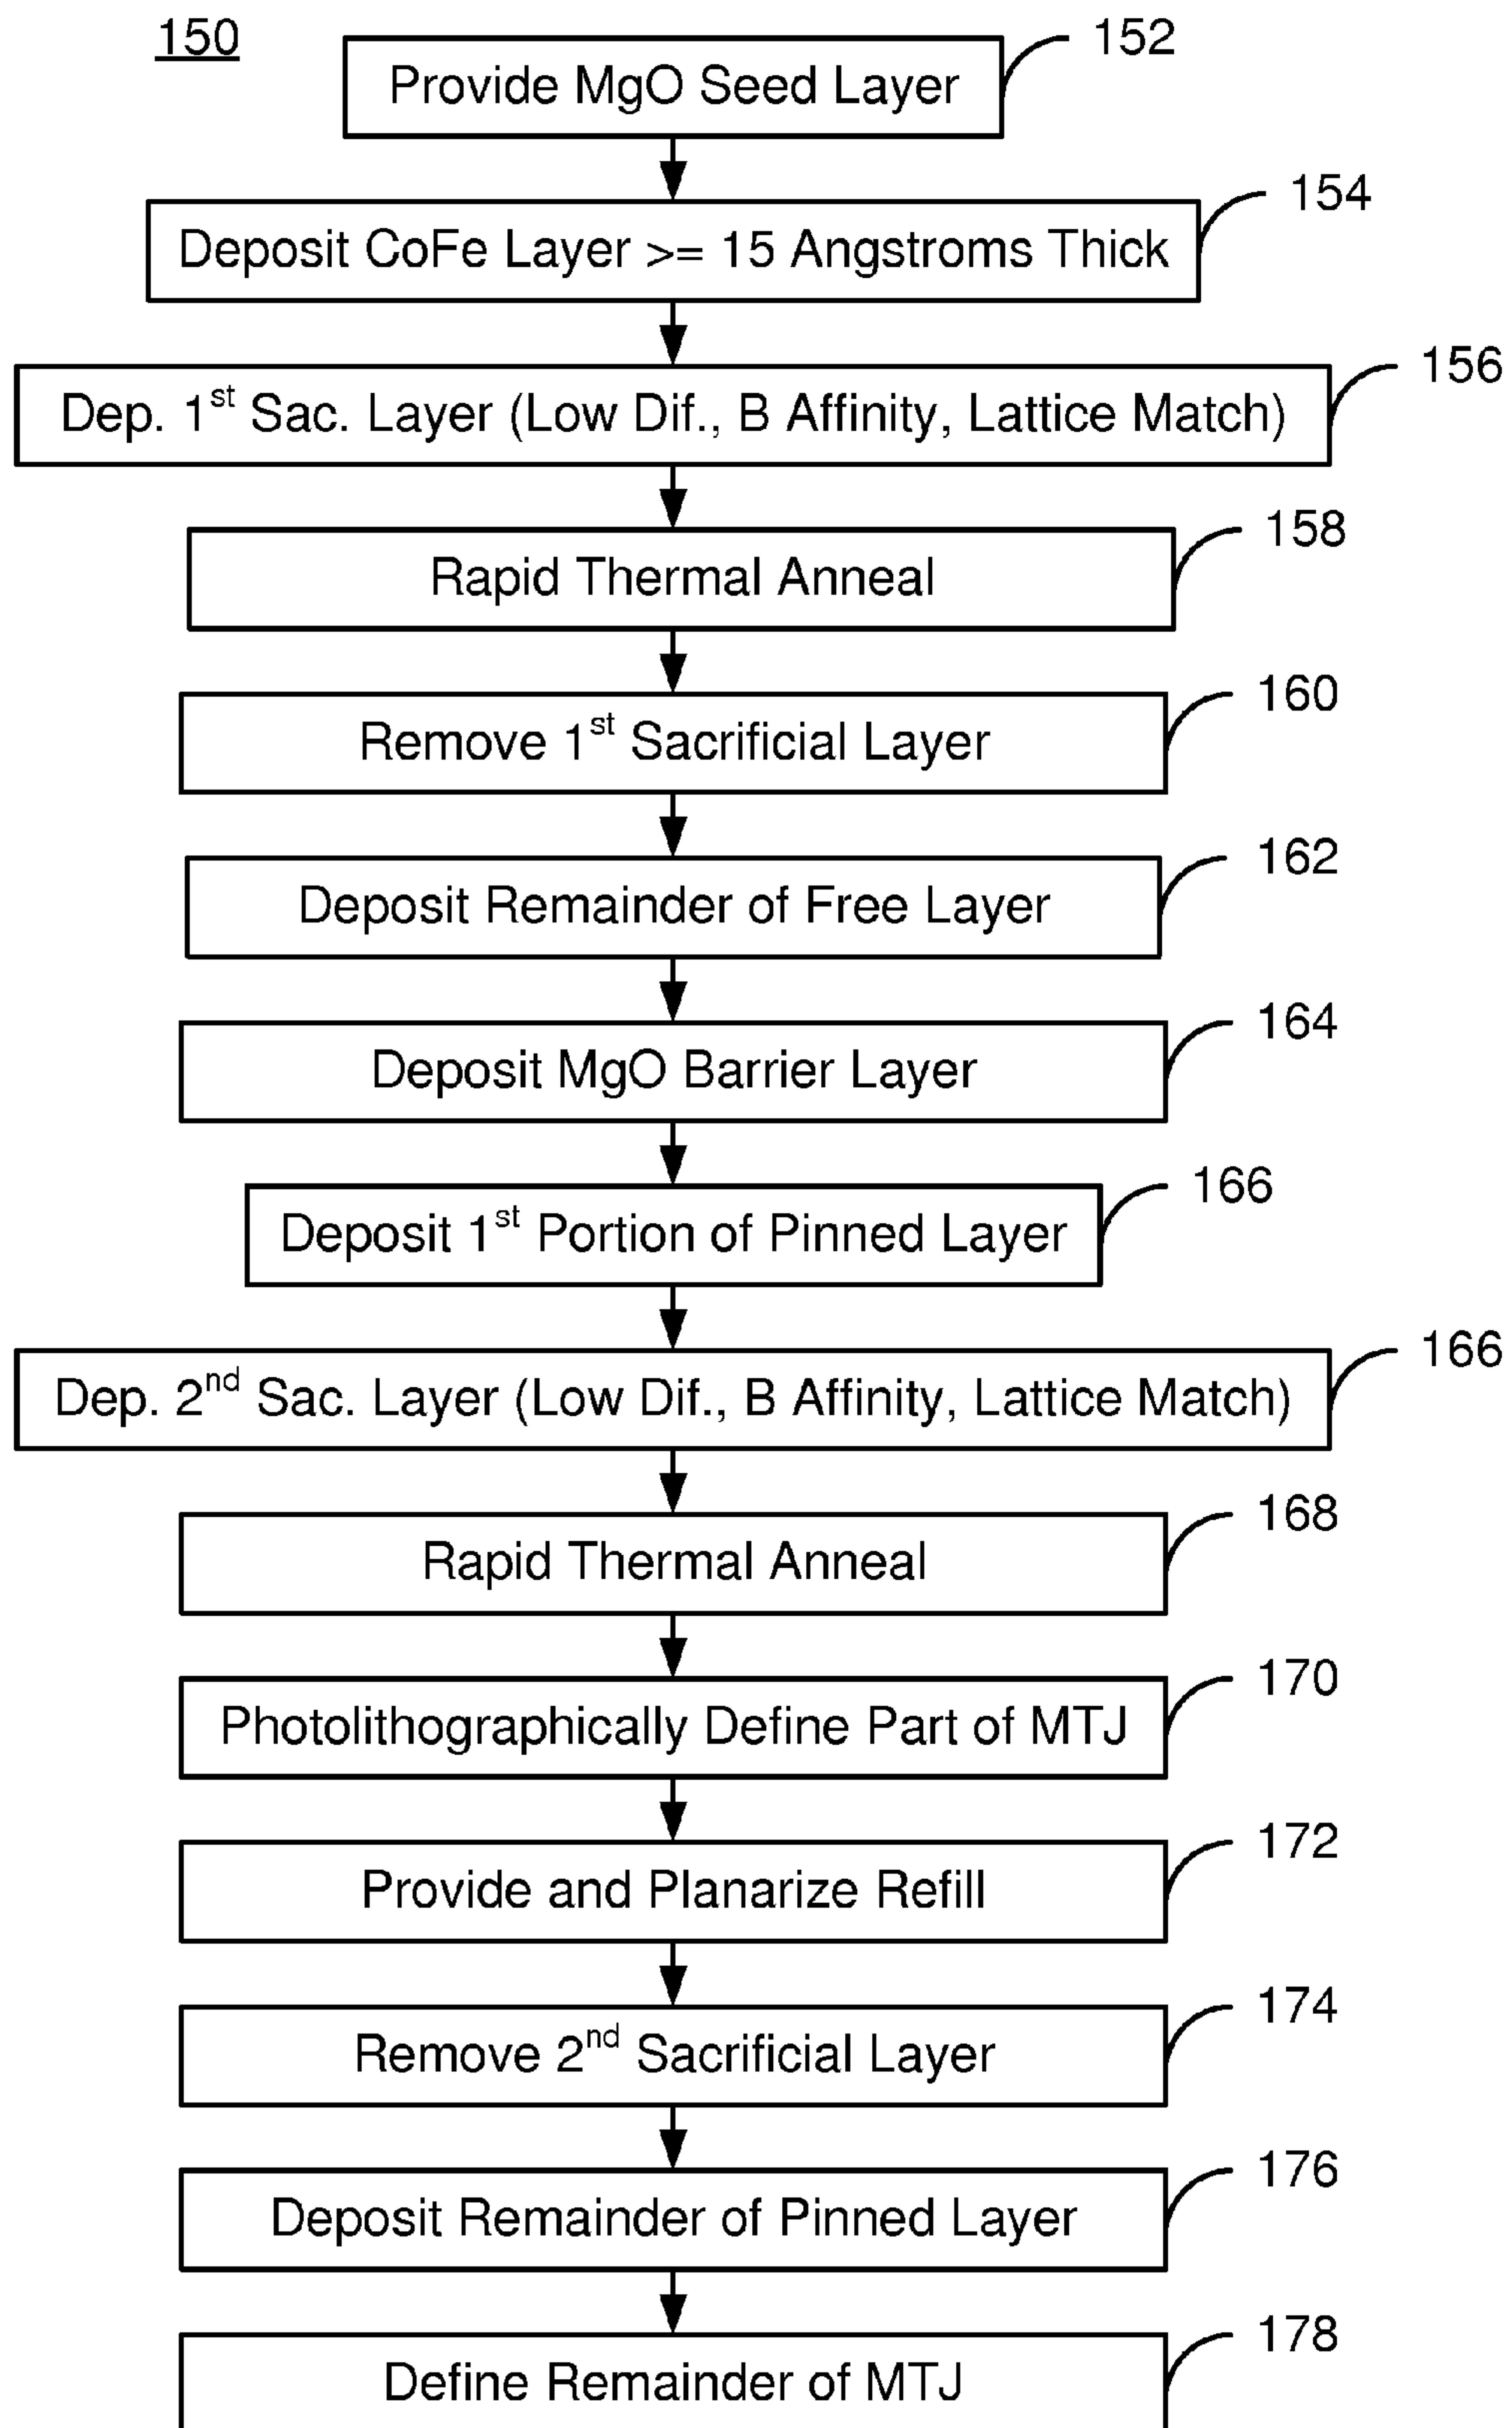 150
152
Provide MgO Seed Layer
154
Deposit CoFe Layer >= 15 Angstroms Thick
156
Dep. 1st Sac. Layer (Low Dif., B Affinity, Lattice Match)
158
Rapid Thermal Anneal
160
Remove 1st Sacrificial Layer
162
Deposit Remainder of Free Layer
164
Deposit MgO Barrier Layer
166
Deposit 1st Portion of Pinned Layer
166
Dep. 2nd Sac. Layer (Low Dif., B Affinity, Lattice Match)
168
Rapid Thermal Anneal
170
Photolithographically Define Part of MTJ
172
Provide and Planarize Refill
174
Remove 2nd Sacrificial Layer
176
Deposit Remainder of Pinned Layer
178
Define Remainder of MTJ